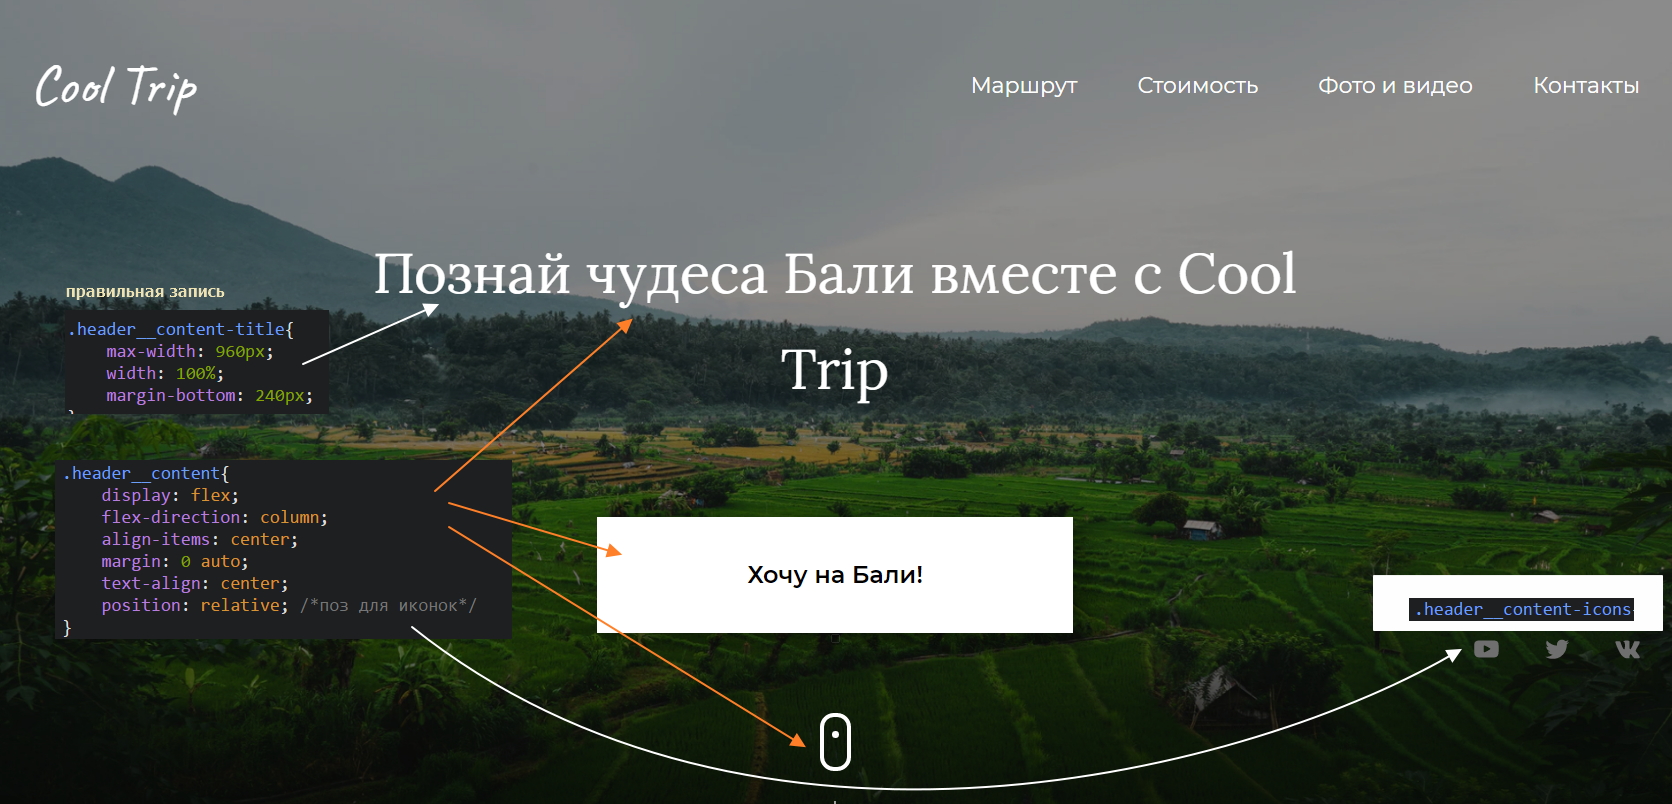 Cool Trip
Маршрут
Стоимость
Фото и видео
Контакты
Познай чудеса Бали вместе с Cool
Trip
правильная запись
.header__content-title{
max-width: 960px;
width: 100%;
margin-bottom: 240px;
}
.header__content{
display: flex;
flex-direction: column;
align-items: center;
margin: 0 auto;
text-align: center;
position: relative; /*поз для иконок*/
}
Хочу на Бали!
.header__content-icons